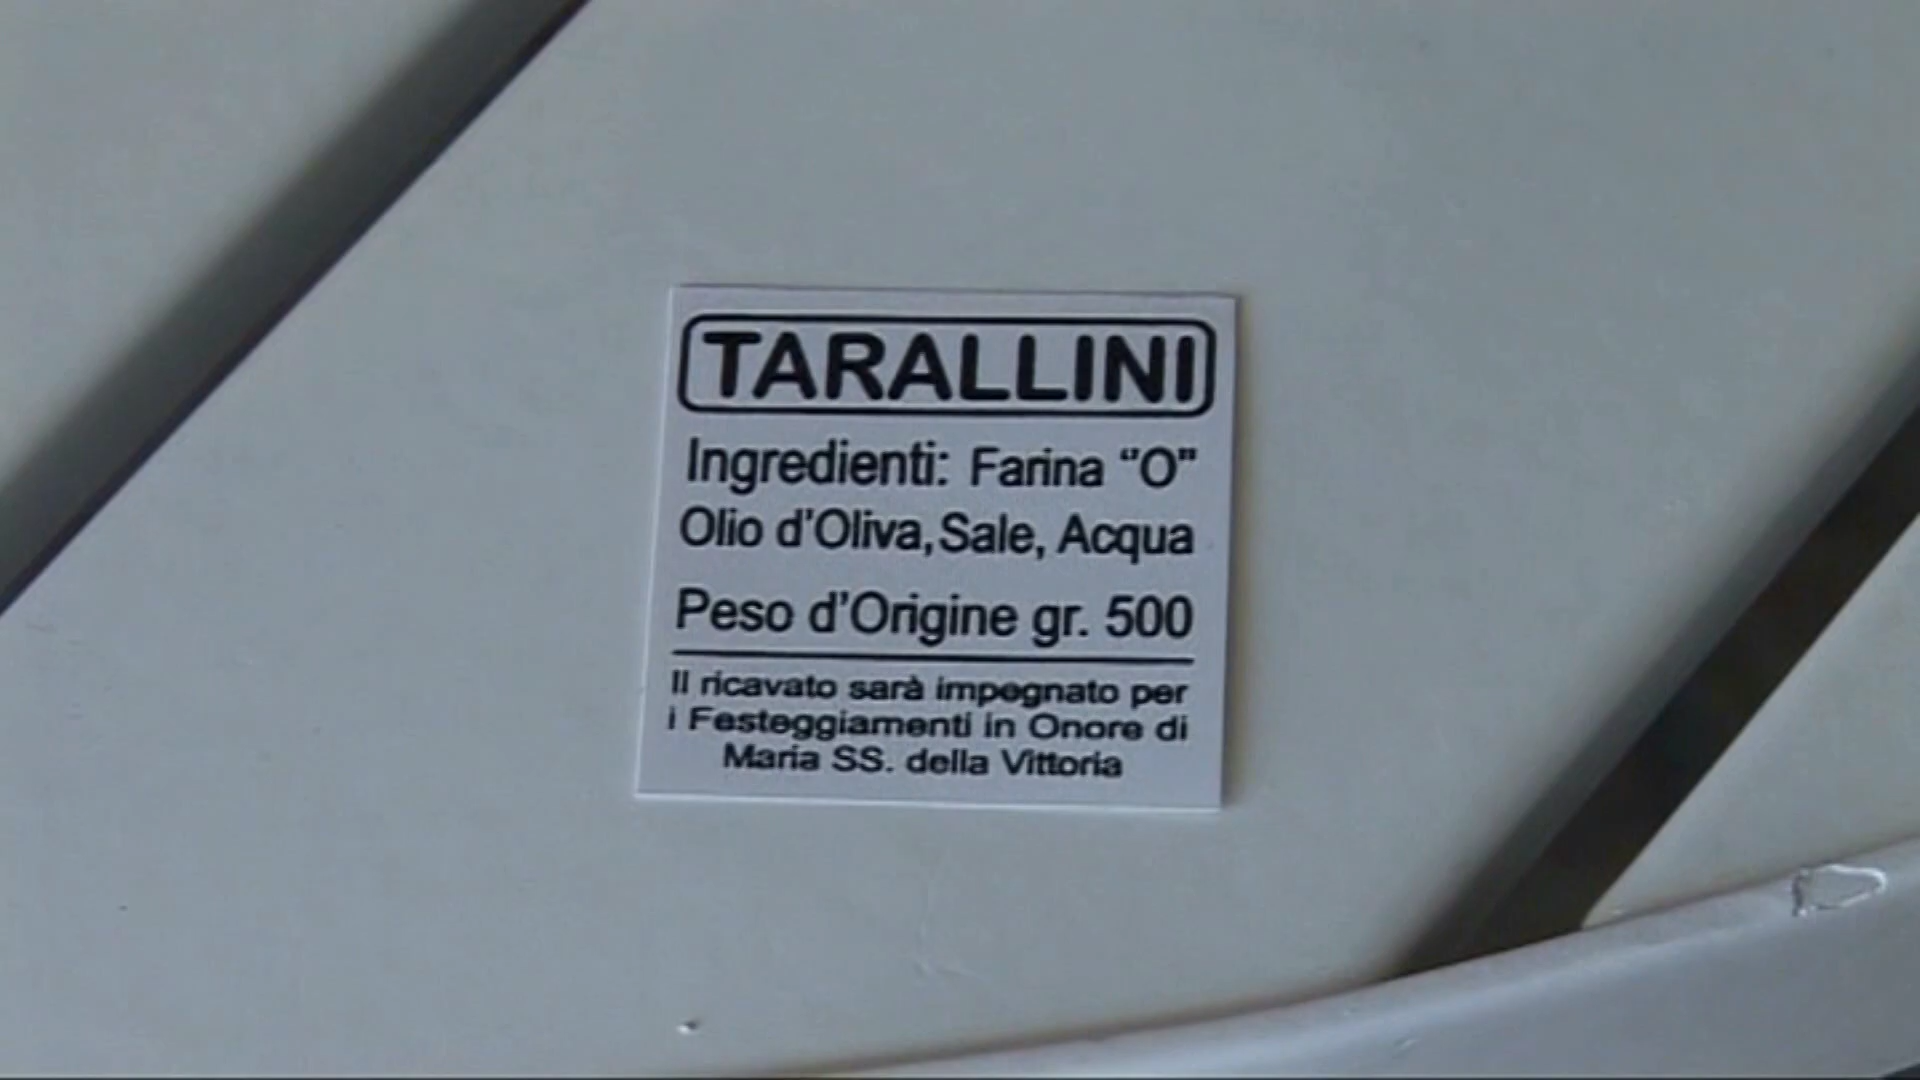 TARALLINI
Ingredienti: Farina “O”
Olio d'Oliva, Sale, Acqua
Peso d'Origine gr. 500
Il ricavato sarà impegnato per
i Festeggiamenti in Onore di
Maria SS. della Vittoria